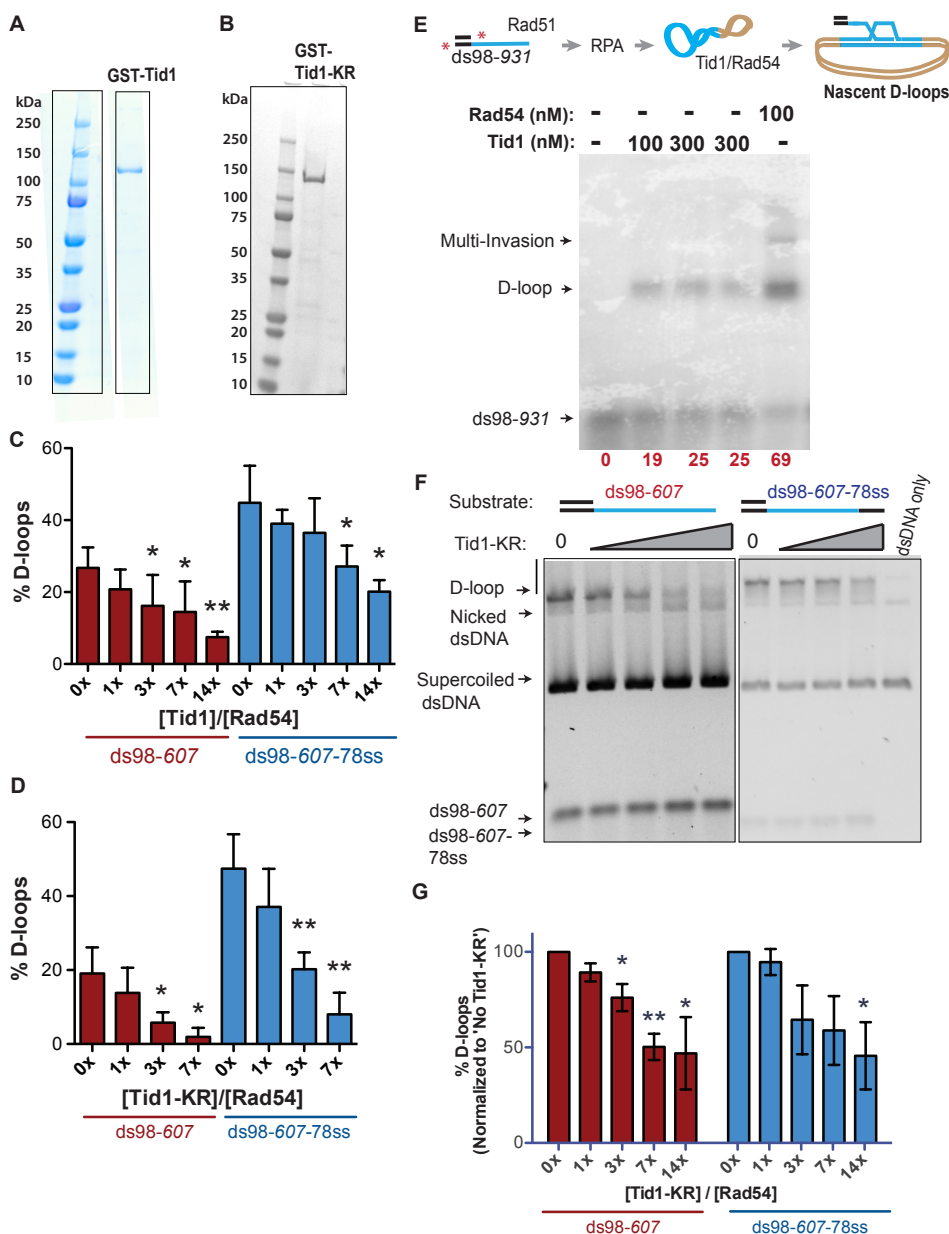 A
GST-Tid1
kDa
250
150
100
75
50
35
25
20
15
10
B
GST-
Tid1-KR
kDa
250
150
100
75
50
35
25
20
15
10
C
% D-loops
60
40
20
0
* * ** * *
0x 1x 3x 7x 14x 0x 1x 3x 7x 14x
[Tid1]/[Rad54]
ds98-607 ds98-607-78ss
D
% D-loops
60
40
20
0
* * ** **
0x 1x 3x 7x 0x 1x 3x 7x
[Tid1-KR]/[Rad54]
ds98-607 ds98-607-78ss
E
* * Rad51
ds98-931
RPA
Tid1/Rad54
Nascent D-loops
Rad54 (nM): - - - - 100
Tid1 (nM): - 100 300 300 -
Multi-Invasion
D-loop
ds98-931
0 19 25 25 69
F
Substrate: ds98-607 ds98-607-78ss
dsDNA only
Tid1-KR: 0 0
D-loop
Nicked
dsDNA
Supercoiled
dsDNA
ds98-607
ds98-607-
78ss
G
% D-loops
(Normalized to 'No Tid1-KR')
100
50
0
* ** * *
0x 1x 3x 7x 14x 0x 1x 3x 7x 14x
[Tid1-KR] / [Rad54]
ds98-607 ds98-607-78ss